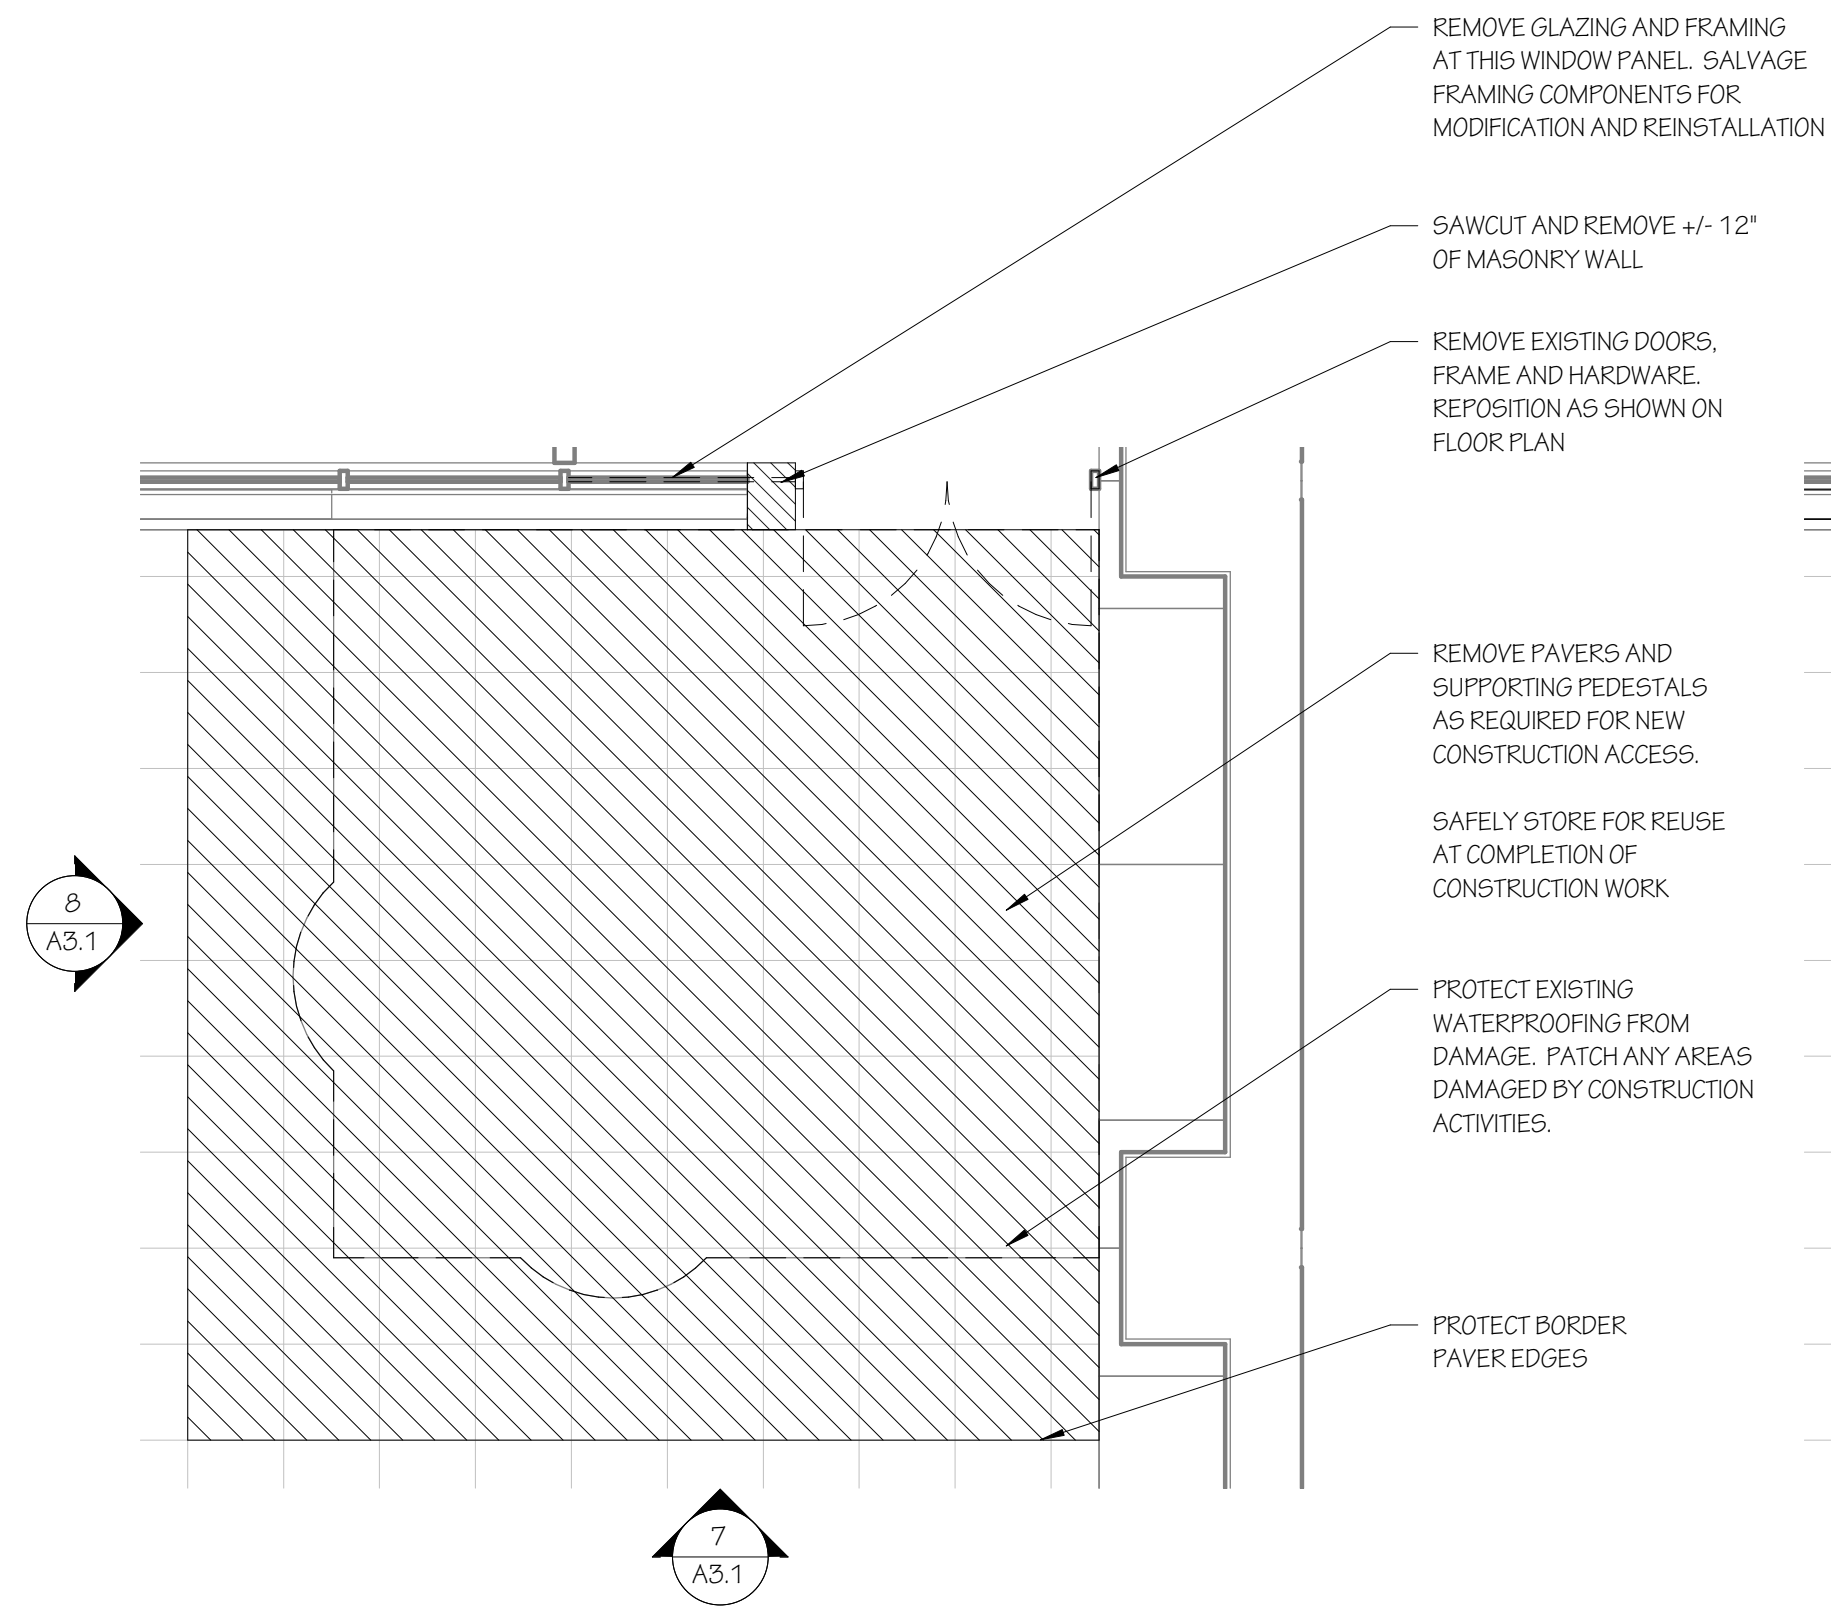 REMOVE GLAZING AND FRAMING
AT THIS WINDOW PANEL.  SALVAGE
FRAMING COMPONENTS FOR
MODIFICATION AND REINSTALLATION
SAWCUT AND REMOVE +/- 12"
OF MASONRY WALL
REMOVE EXISTING DOORS,
FRAME AND HARDWARE.
REPOSITION AS SHOWN ON
FLOOR PLAN
REMOVE PAVERS AND
SUPPORTING PEDESTALS
AS REQUIRED FOR NEW
CONSTRUCTION ACCESS.
SAFELY STORE FOR REUSE
AT COMPLETION OF
CONSTRUCTION WORK
8
A3.1
PROTECT EXISTING
WATERPROOFING FROM
DAMAGE.  PATCH ANY AREAS
DAMAGED BY CONSTRUCTION
ACTIVITIES.
PROTECT BORDER
PAVER EDGES
7
A3.1